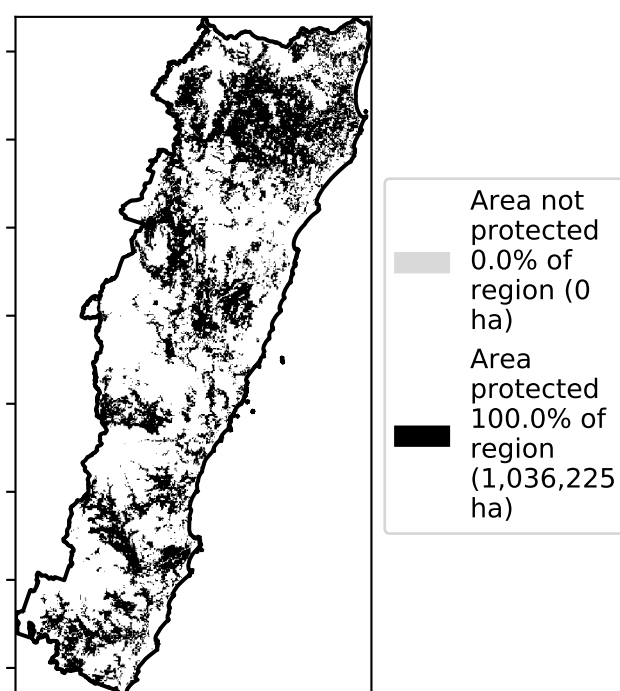 Area not
protected
0.0% of
region (0
ha)
Area
protected
100.0% of
region
(1,036,225
ha)